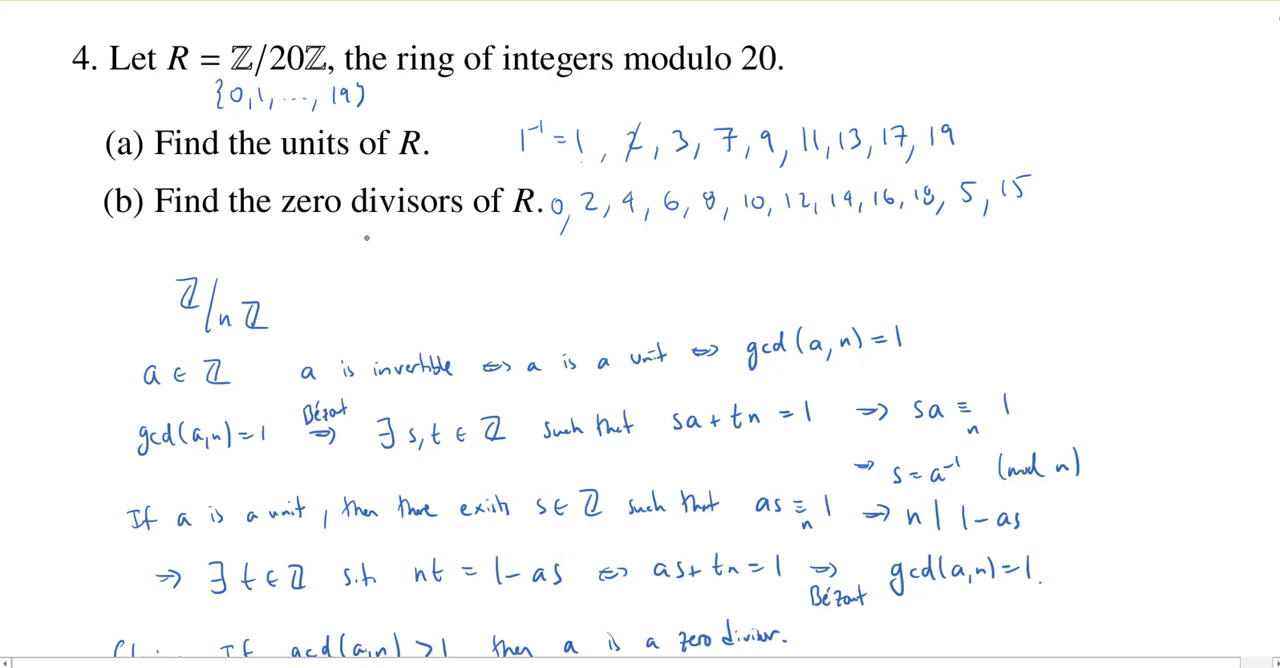 4. Let R = ℤ/20ℤ, the ring of integers modulo 20.
{0,1, ..., 19}
(a) Find the units of R. 1⁻¹ = 1, 2, 3, 7, 9, 11, 13, 17, 19
(b) Find the zero divisors of R. 0, 2, 4, 6, 8, 10, 12, 14, 16, 18, 5, 15
ℤ/nℤ
a ∈ ℤ a is invertible ⇔ a is a unit ⇔ gcd(a, n) = 1
gcd(a,n) = 1 Bézout ⇒ ∃ s,t ∈ ℤ such that sa + tn = 1 ⇒ sa ≡ₙ 1
⇒ s = a⁻¹ (mod n)
If a is a unit, then there exists s ∈ ℤ such that as ≡ₙ 1 ⇒ n | 1 - as
⇒ ∃ t ∈ ℤ s.t. nt = 1 - as ⇔ as + tn = 1 ⇒ Bézout gcd(a,n) = 1.
If gcd(a,n) > 1 then a is a zero divisor.